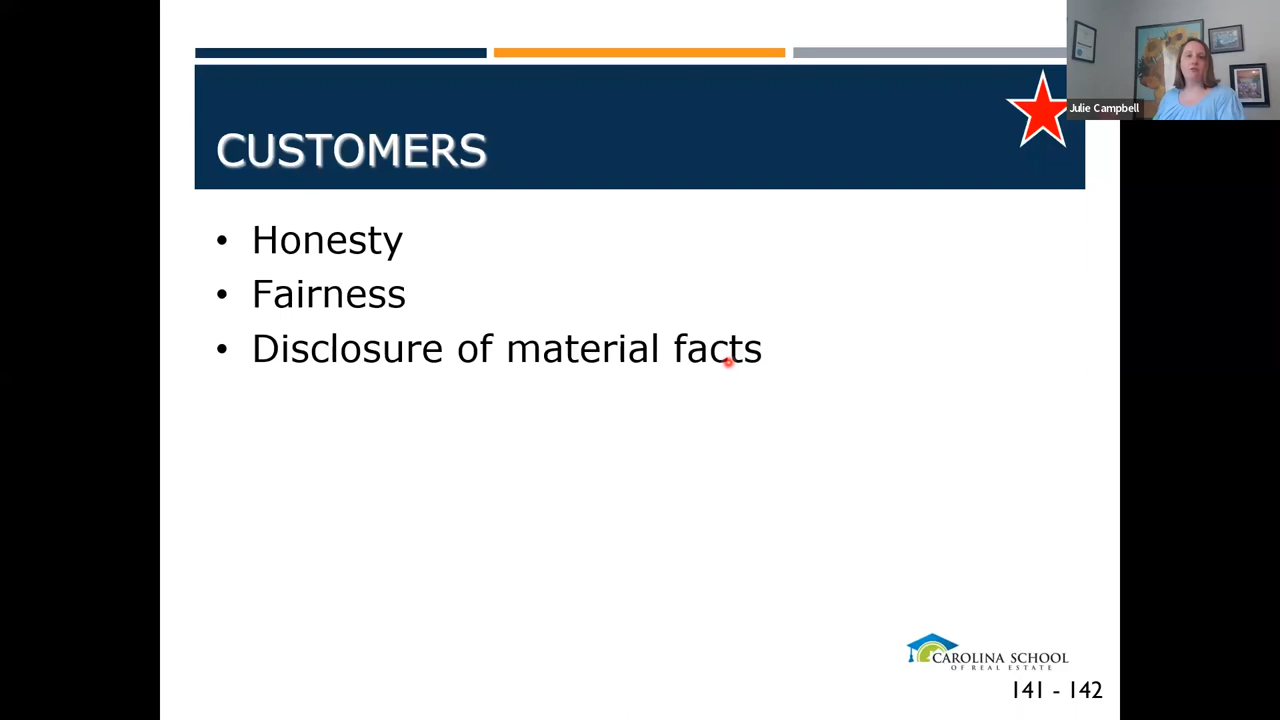 Julie Campbell
CUSTOMERS
• Honesty
• Fairness
• Disclosure of material facts
CAROLINA SCHOOL
OF REAL ESTATE
141 - 142